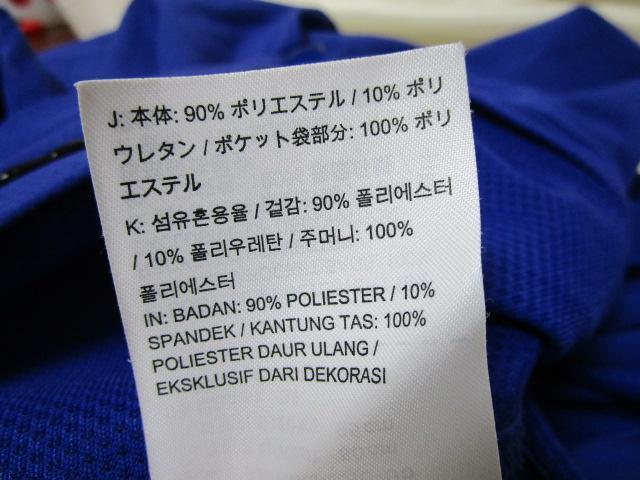 J: 本体: 90% ポリエステル / 10% ポリ
ウレタン / ポケット袋部分: 100% ポリ
エステル
K: 섬유혼용율 / 겉감: 90% 폴리에스터
/ 10% 폴리우레탄 / 주머니: 100%
폴리에스터
IN: BADAN: 90% POLIESTER / 10%
SPANDEK / KANTUNG TAS: 100%
POLIESTER DAUR ULANG /
EKSKLUSIF DARI DEKORASI